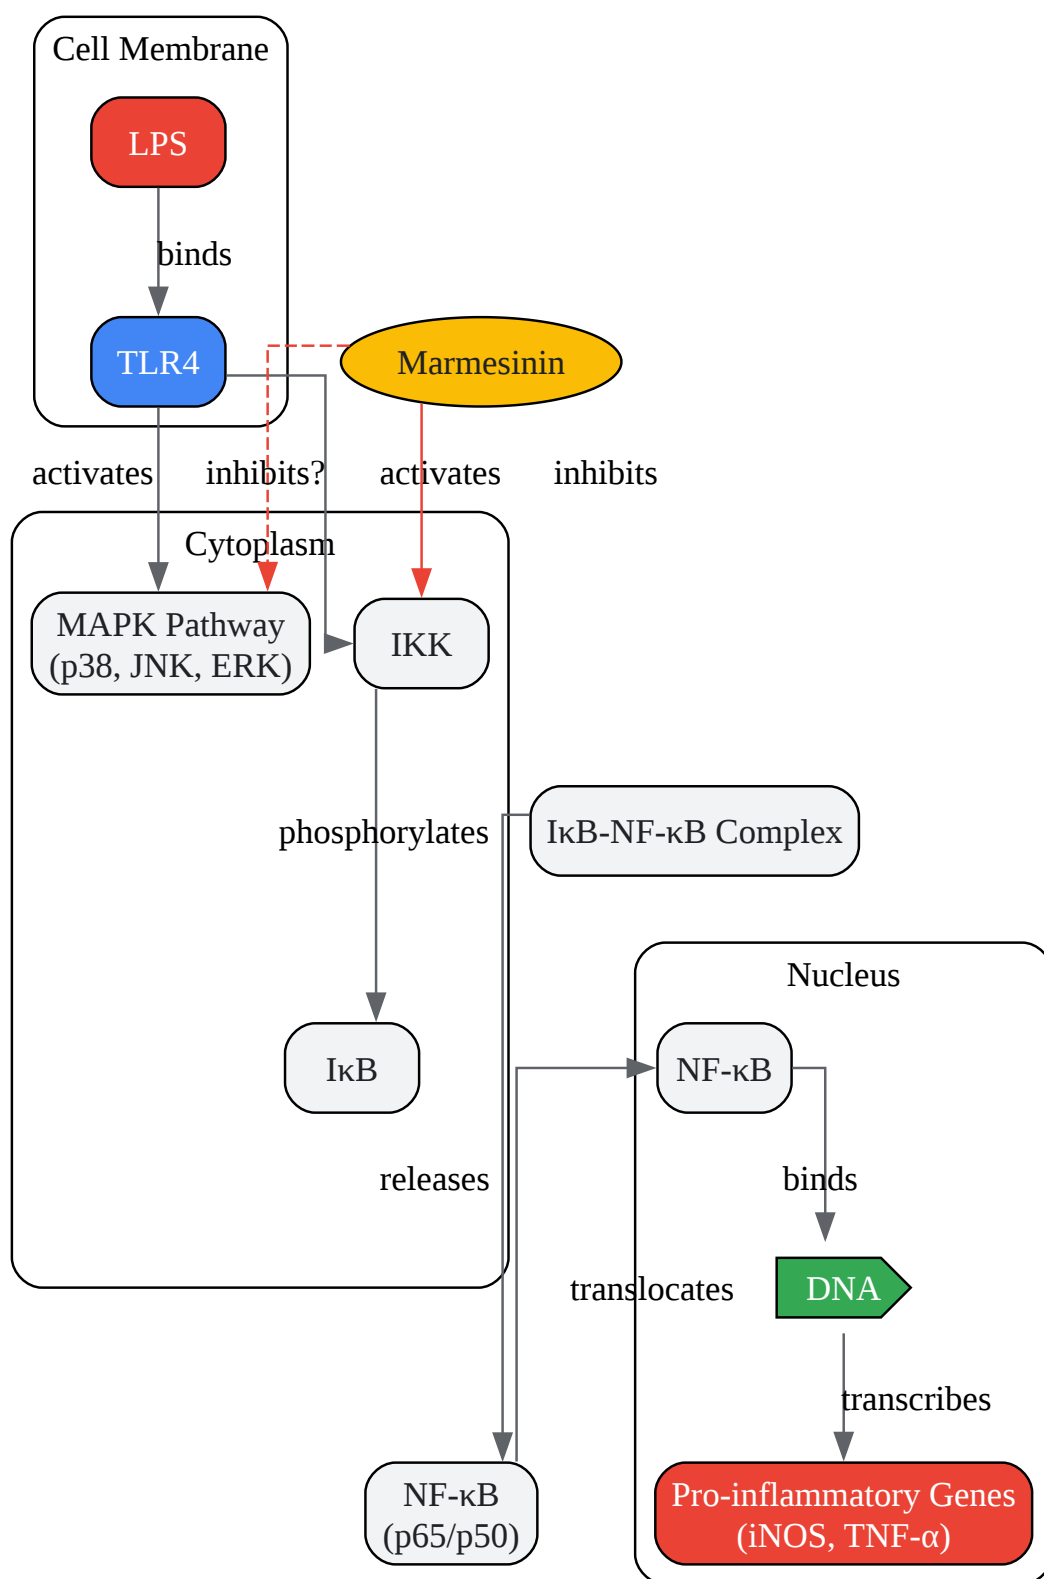 Cell Membrane
LPS
binds
TLR4
Marmesinin
activates
inhibits?
activates
inhibits
Cytoplasm
MAPK Pathway
(p38, JNK, ERK)
IKK
phosphorylates
IκB-NF-κB Complex
Nucleus
IκB
NF-κB
releases
binds
translocates
DNA
transcribes
NF-κB
(p65/p50)
Pro-inflammatory Genes
(iNOS, TNF-α)